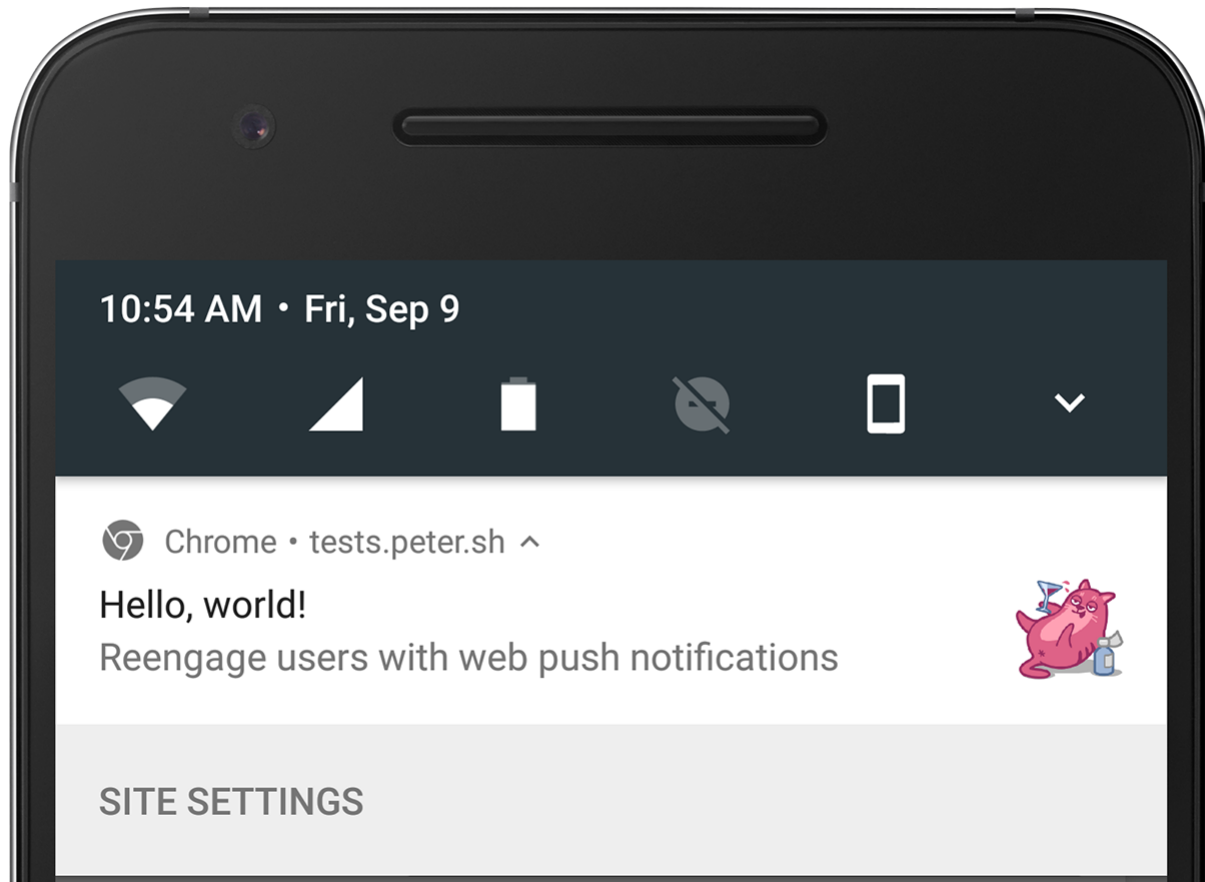 10:54 AM • Fri, Sep 9
Chrome • tests.peter.sh
Hello, world!
Reengage users with web push notifications
SITE SETTINGS